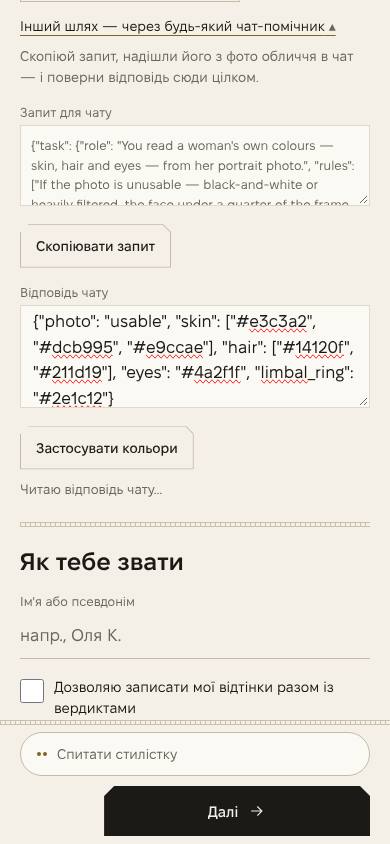 Інший шлях — через будь-який чат-помічник ▴
Скопіюй запит, надішли його з фото обличчя в чат
— і поверни відповідь сюди цілком.
Запит для чату
{"task": {"role": "You read a woman's own colours —
skin, hair and eyes — from her portrait photo.", "rules":
["If the photo is unusable — black-and-white or
heavily filtered, the face under a quarter of the frame
Скопіювати запит
Відповідь чату
{"photo": "usable", "skin": ["#e3c3a2",
"#dcb995", "#e9ccae"], "hair": ["#14120f",
"#211d19"], "eyes": "#4a2f1f", "limbal_ring":
"#2e1c12"}
Застосувати кольори
Читаю відповідь чату...
Як тебе звати
Ім'я або псевдонім
напр., Оля К.
Дозволяю записати мої відтінки разом із
вердиктами
Спитати стилістку
Далі →